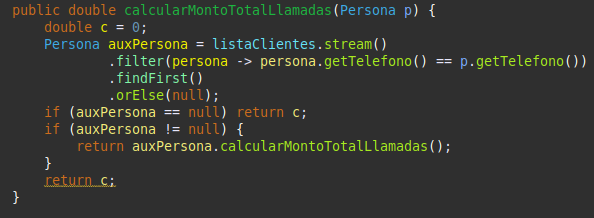 public double calcularMontoTotalLlamadas(Persona p) {
    double c = 0;
    Persona auxPersona = listaClientes.stream()
            .filter(persona -> persona.getTelefono() == p.getTelefono())
            .findFirst()
            .orElse(null);
    if (auxPersona == null) return c;
    if (auxPersona != null) {
        return auxPersona.calcularMontoTotalLlamadas();
    }
    return c;
}